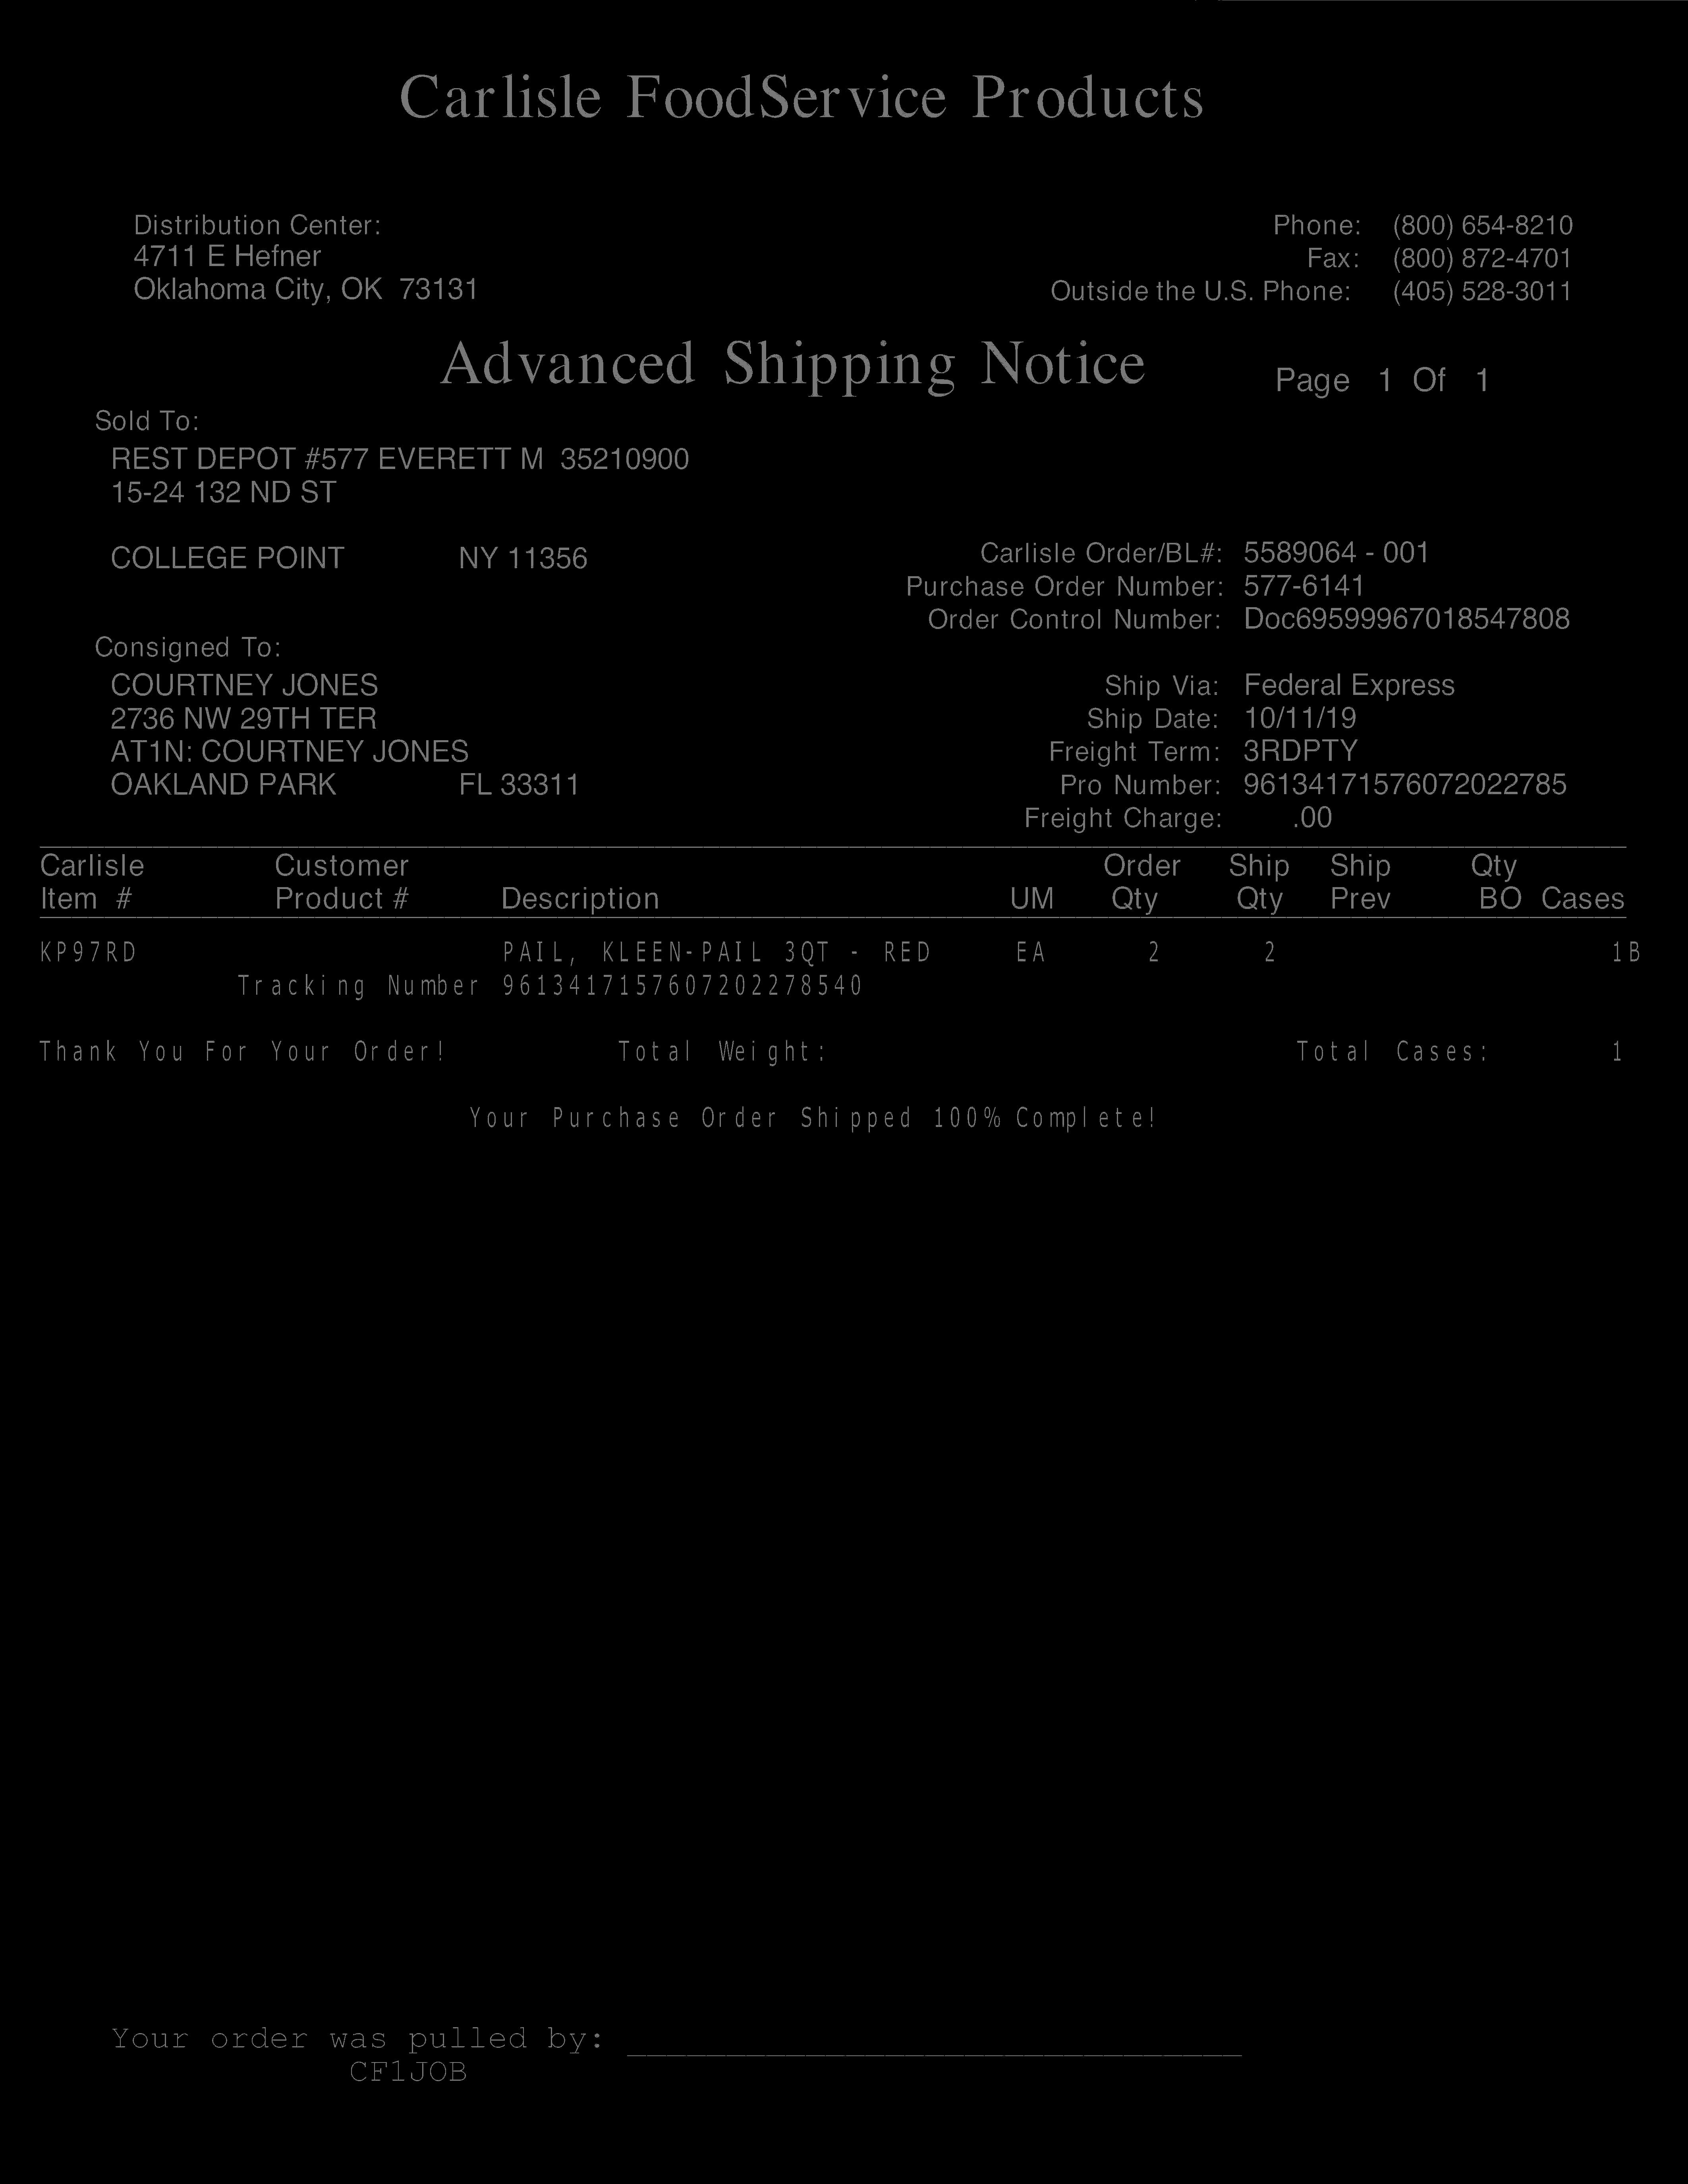 Carlisle FoodService Products
Distribution Center:
4711 E Hefner
Oklahoma City, OK 73131
Phone: (800) 654-8210
Fax: (800) 872-4701
Outside the U.S. Phone: (405) 528-3011
Advanced Shipping Notice Page 1 Of 1
Sold To:
REST DEPOT #577 EVERETT M 35210900
15-24 132 ND ST
COLLEGE POINT NY 11356
Carlisle Order/BL#: 5589064 - 001
Purchase Order Number: 577-6141
Order Control Number: Doc69599967018547808
Consigned To:
COURTNEY JONES
2736 NW 29TH TER
AT1N: COURTNEY JONES
OAKLAND PARK FL 33311
Ship Via: Federal Express
Ship Date: 10/11/19
Freight Term: 3RDPTY
Pro Number: 96134171576072022785
Freight Charge: .00
Carlisle Customer Order Ship Ship Qty
Item # Product # Description UM Qty Qty Prev BO Cases
KP97RD PAIL, KLEEN-PAIL 3QT - RED EA 2 2 1B
Tracking Number 9613417157607202278540
Thank You For Your Order! Total Weight: Total Cases: 1
Your Purchase Order Shipped 100% Complete!
Your order was pulled by:
CF1JOB